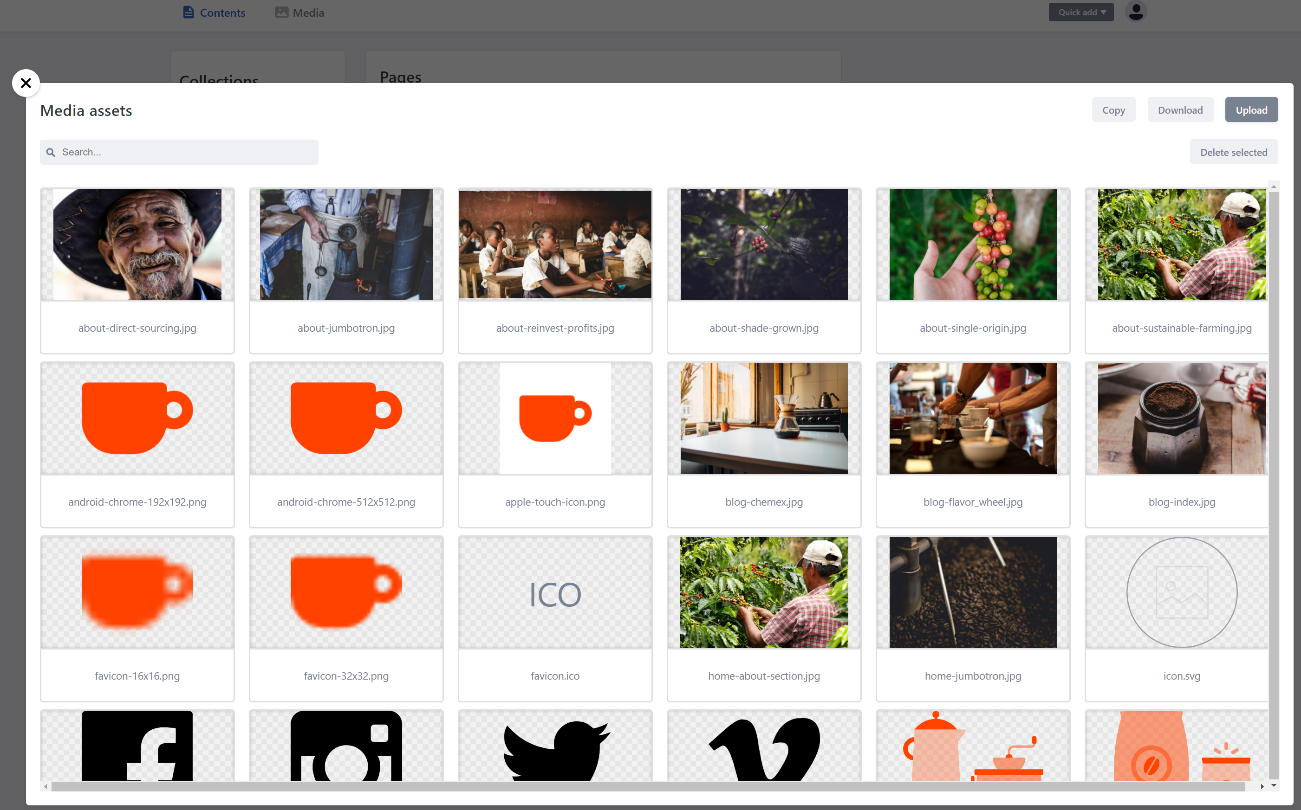 Contents
Media
Quick add
Collections
Pages
Media assets
Copy
Download
Upload
Search...
Delete selected
about-direct-sourcing.jpg
about-jumbotron.jpg
about-reinvest-profits.jpg
about-shade-grown.jpg
about-single-origin.jpg
about-sustainable-farming.jpg
android-chrome-192x192.png
android-chrome-512x512.png
apple-touch-icon.png
blog-chemex.jpg
blog-flavor_wheel.jpg
blog-index.jpg
ICO
favicon-16x16.png
favicon-32x32.png
favicon.ico
home-about-section.jpg
home-jumbotron.jpg
icon.svg